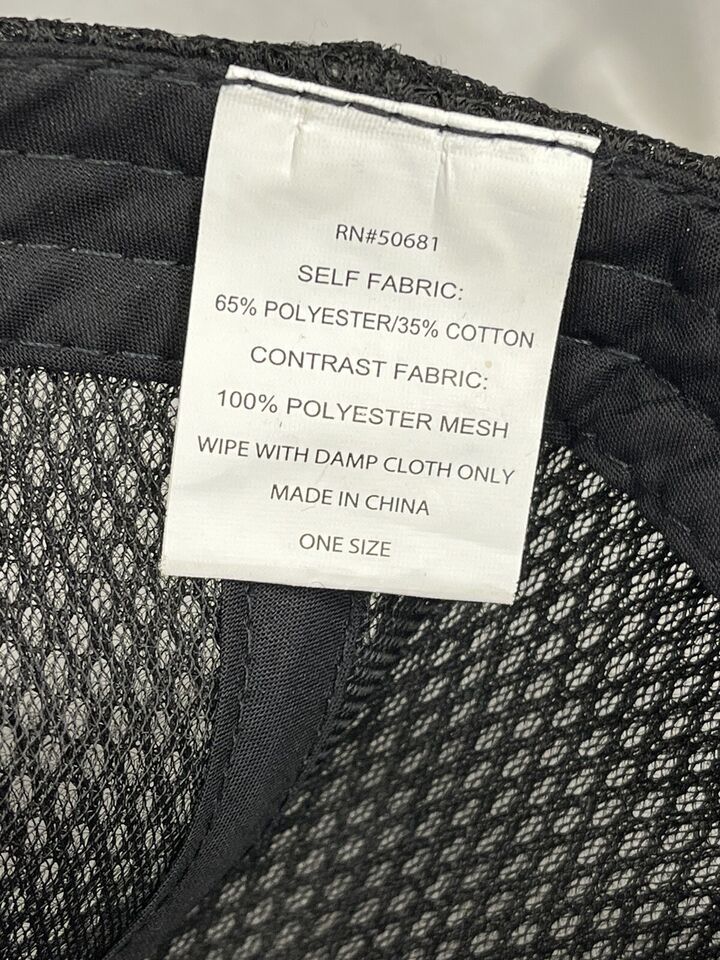 RN#50681
SELF FABRIC:
65% POLYESTER/35% COTTON
CONTRAST FABRIC:
100% POLYESTER MESH
WIPE WITH DAMP CLOTH ONLY
MADE IN CHINA
ONE SIZE